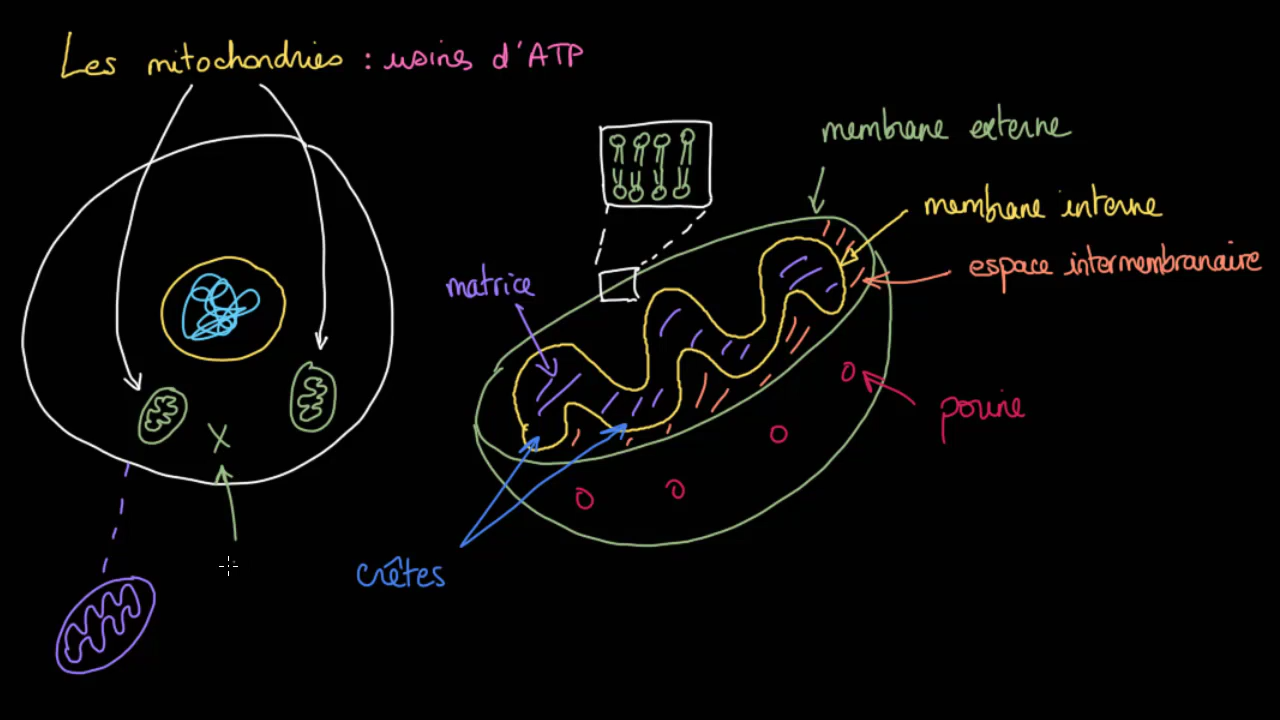 Les mitochondries : usines d'ATP
membrane externe
membrane interne
espace intermembranaire
matrice
porine
X
crêtes